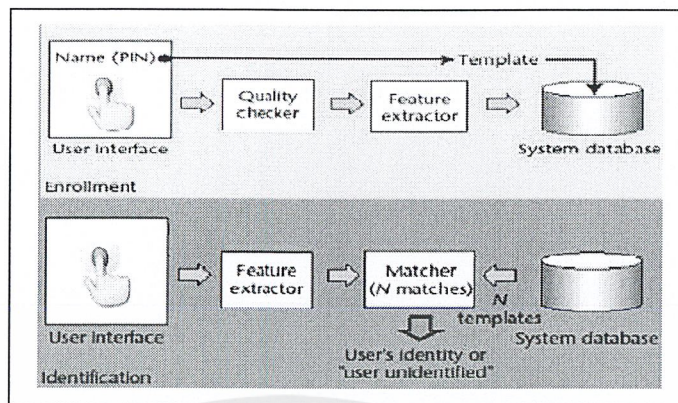 Name (PIN)
Template
Quality
checker
Feature
extractor
User interface
System database
Enrollment
Feature
extractor
Matcher
(N matches)
N
templates
User interface
System database
User's identity or
"user unidentified"
Identification